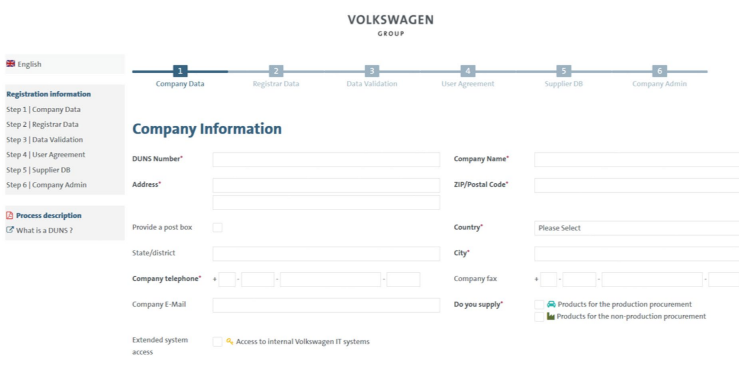 VOLKSWAGEN
GROUP
English
1 2 3 4 5 6
Company Data Registrar Data Data Validation User Agreement Supplier DB Company Admin
Registration information
Step 1 | Company Data
Step 2 | Registrar Data
Step 3 | Data Validation
Step 4 | User Agreement
Step 5 | Supplier DB
Step 6 | Company Admin
Process description
What is a DUNS ?
Company Information
DUNS Number* Company Name*
Address* ZIP/Postal Code*
Provide a post box Country* Please Select
State/district City*
Company telephone* + - - - Company fax + - - -
Company E-Mail Do you supply* Products for the production procurement
Products for the non-production procurement
Extended system access Access to internal Volkswagen IT systems